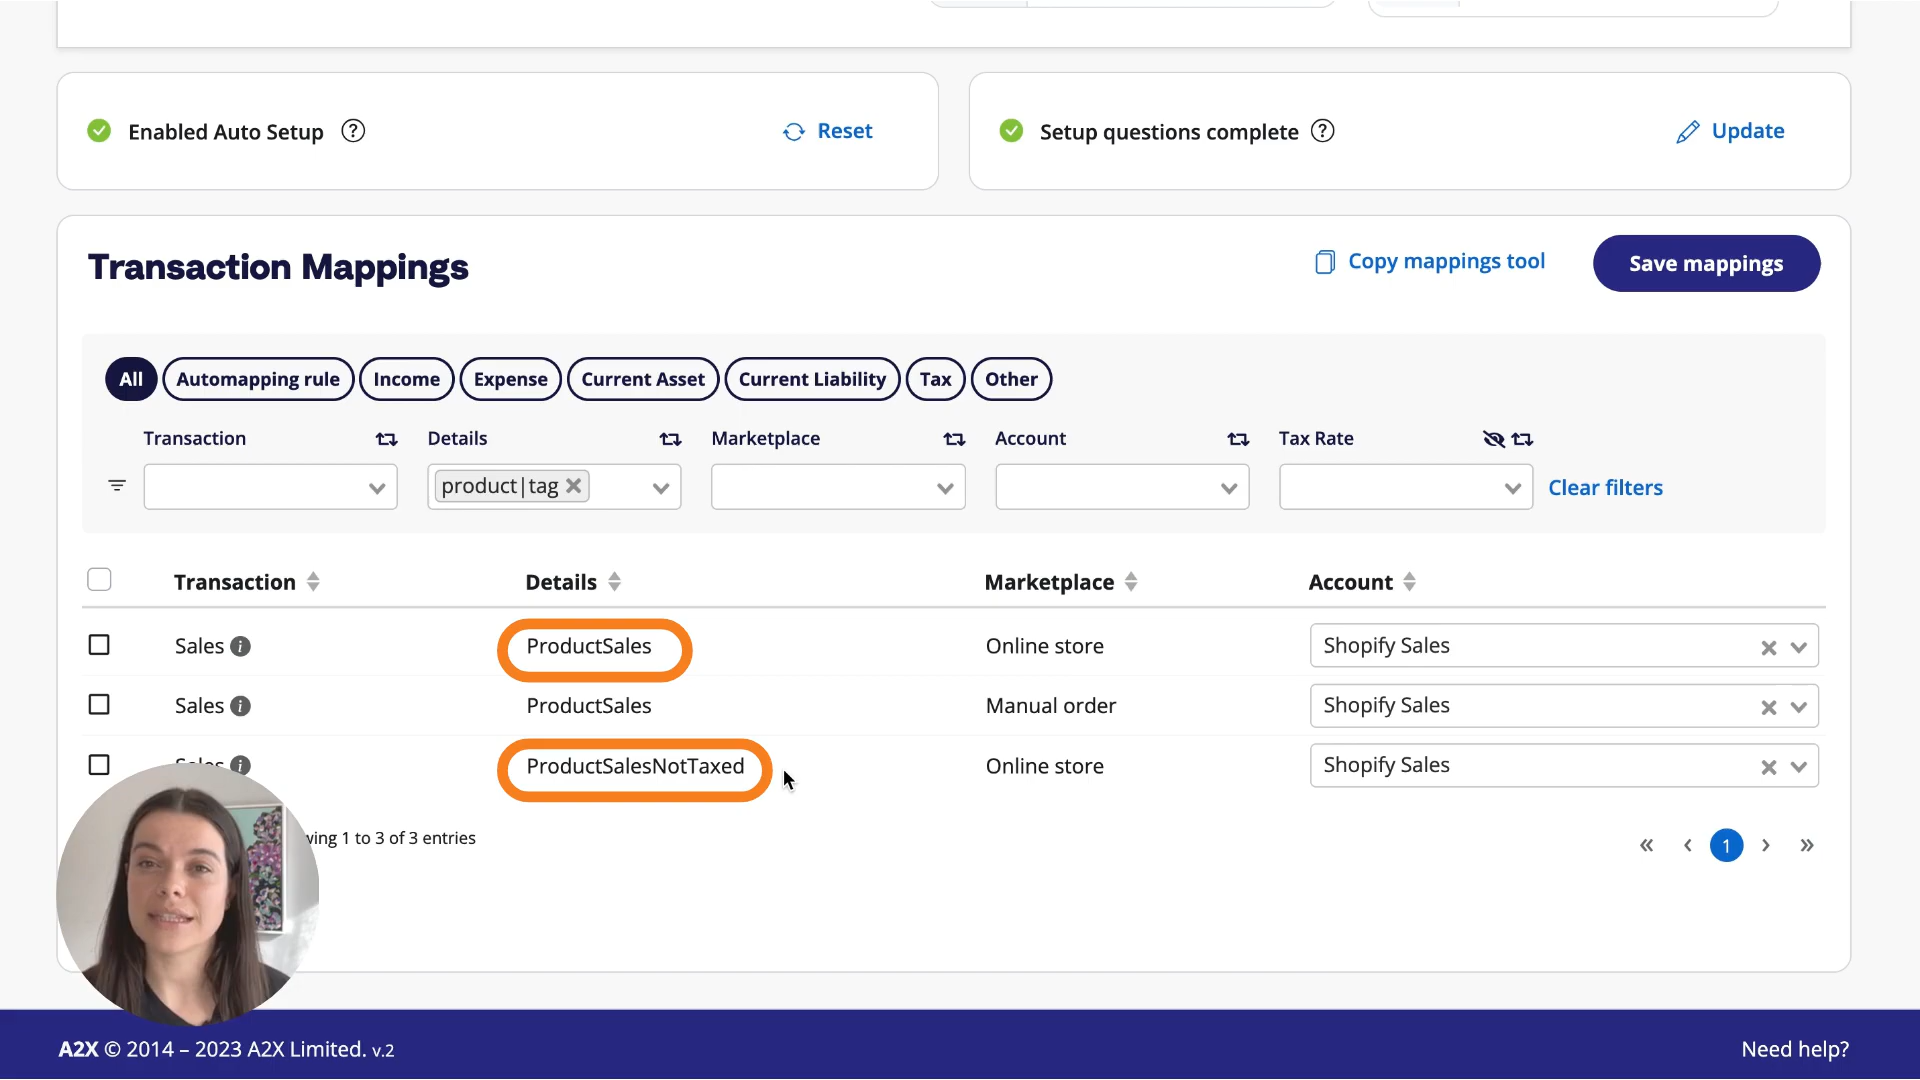 Enabled Auto Setup ? Reset
Setup questions complete ? Update
Transaction Mappings
Copy mappings tool
Save mappings
All Automapping rule Income Expense Current Asset Current Liability Tax Other
Transaction Details Marketplace Account Tax Rate
product|tag
Clear filters
Transaction Details Marketplace Account
Sales i ProductSales Online store Shopify Sales
Sales i ProductSales Manual order Shopify Sales
Sales i ProductSalesNotTaxed Online store Shopify Sales
wing 1 to 3 of 3 entries
« ‹ 1 › »
A2X © 2014 – 2023 A2X Limited. v.2
Need help?